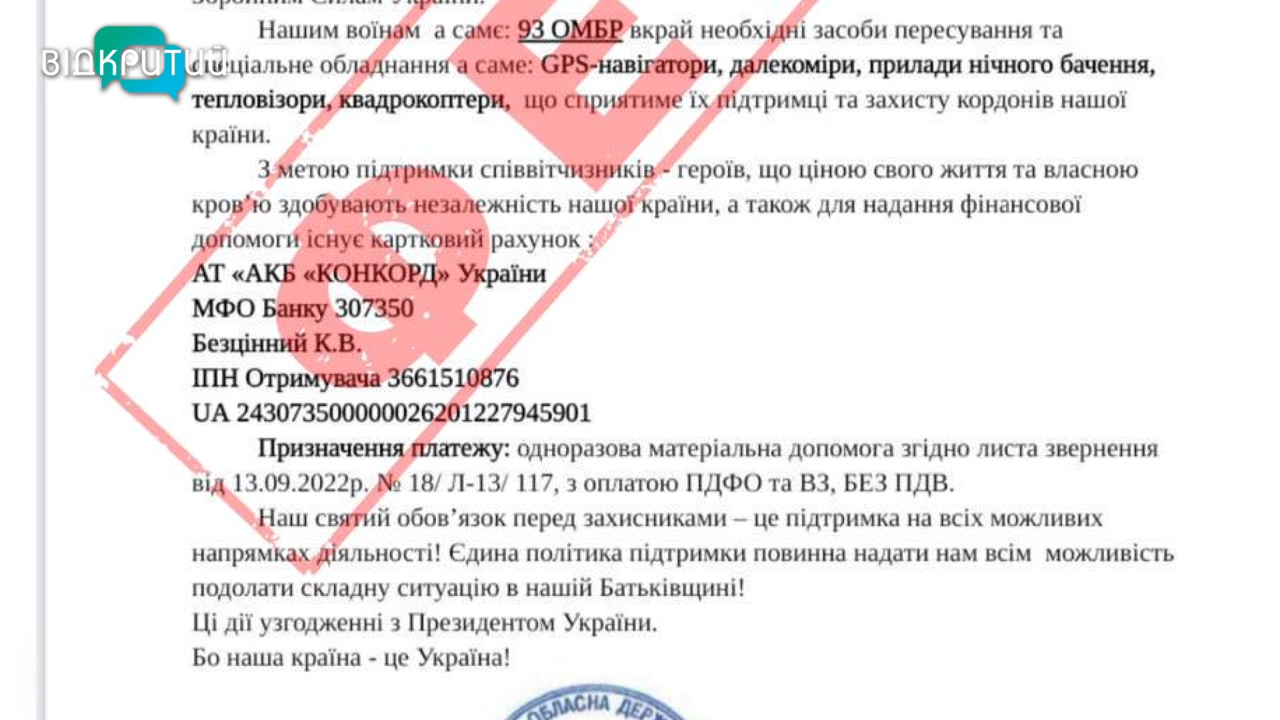 Збройним Силам України.
Нашим воїнам а самє: 93 ОМБР вкрай необхідні засоби пересування та
ВІДКРИТИЙ
спеціальне обладнання а саме: GPS-навігатори, далекоміри, прилади нічного бачення,
тепловізори, квадрокоптери, що сприятиме їх підтримці та захисту кордонів нашої
країни.
З метою підтримки співвітчизників - героїв, що ціною свого життя та власною
кров’ю здобувають незалежність нашої країни, а також для надання фінансової
допомоги існує картковий рахунок :
АТ «АКБ «КОНКОРД» України
МФО Банку 307350
Безцінний К.В.
ІПН Отримувача 3661510876
UA 243073500000026201227945901
Призначення платежу: одноразова матеріальна допомога згідно листа звернення
від 13.09.2022р. № 18/ Л-13/ 117, з оплатою ПДФО та ВЗ, БЕЗ ПДВ.
Наш святий обов’язок перед захисниками – це підтримка на всіх можливих
напрямках діяльності! Єдина політика підтримки повинна надати нам всім можливість
подолати складну ситуацію в нашій Батьківщині!
Ці дії узгодженні з Президентом України.
Бо наша країна - це Україна!
ОБЛАСНА ДЕРЖ
ФЕ